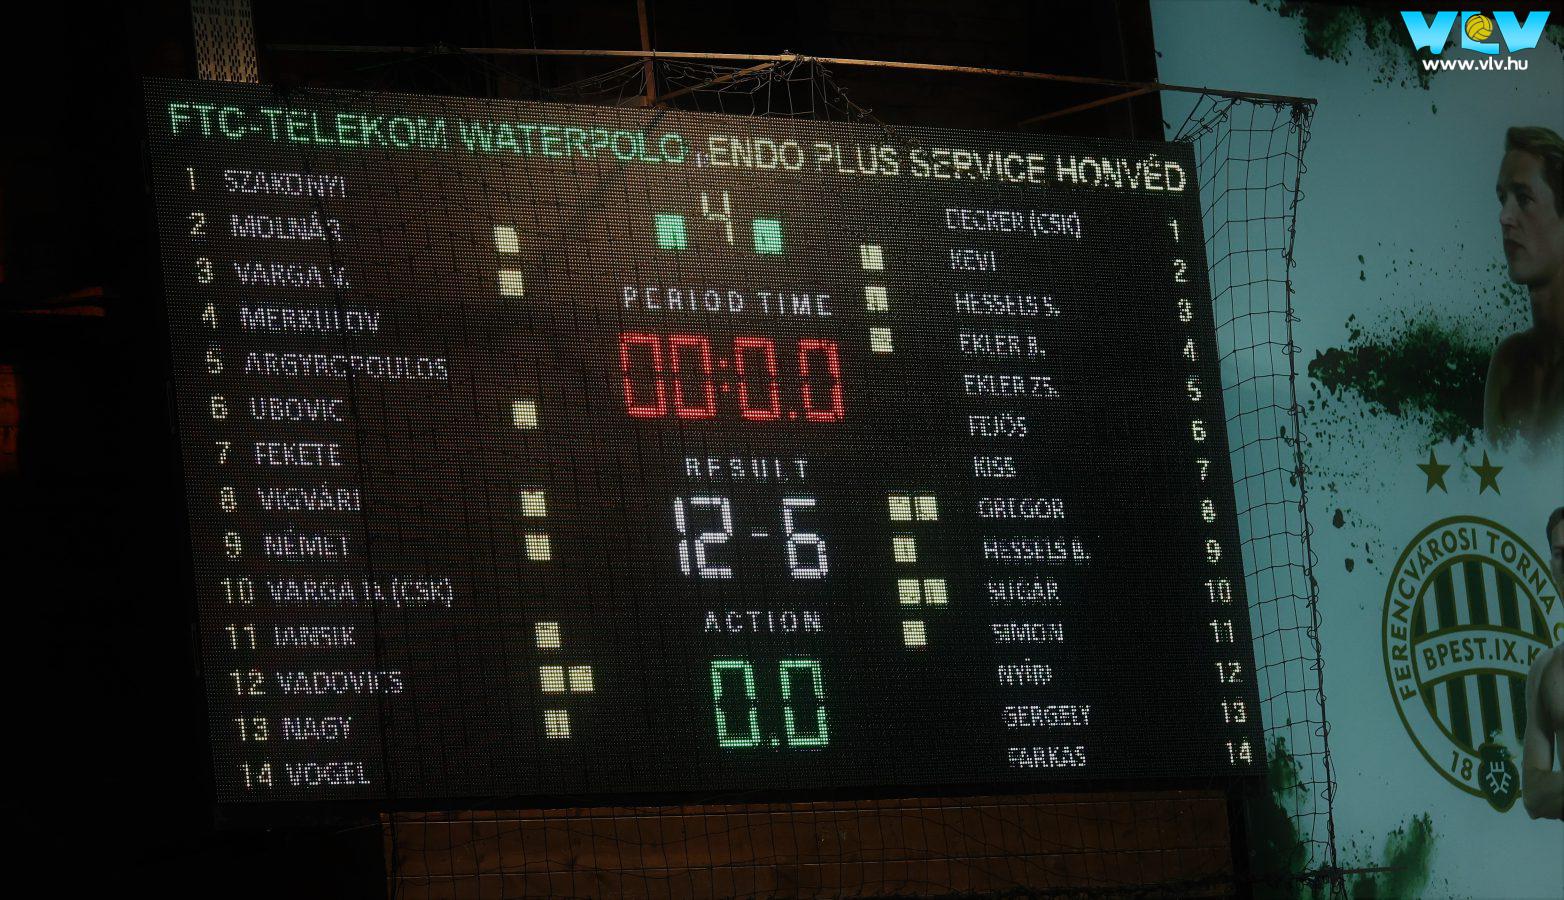 VLV
www.vlv.hu
FTC-TELEKOM WATERPOLO ENDO PLUS SERVICE HONVÉD
4
PERIOD TIME
00:0.0
RESULT
12-6
ACTION
0.0
1 SZAKONYI
2 MOLNÁR
3 VARGA V.
4 MERKULOV
5 ARGYROPOULOS
6 UBOVIC
7 FEKETE
8 VIGVÁRI
9 NÉMET
10 VARGA D. (CSK)
11 JANSIK
12 VADOVICS
13 NAGY
14 VOGEL
DECKER (CSK) 1
KEVI 2
HESSELS S. 3
EKLER A. 4
EKLER ZS. 5
FEJŐS 6
KISS 7
GRIGOR 8
HESSELS B. 9
SUGÁR 10
SIMON 11
NYÍRI 12
GERGELY 13
FARKAS 14
FERENCVÁROSI TORNA
BPEST.IX.K
18